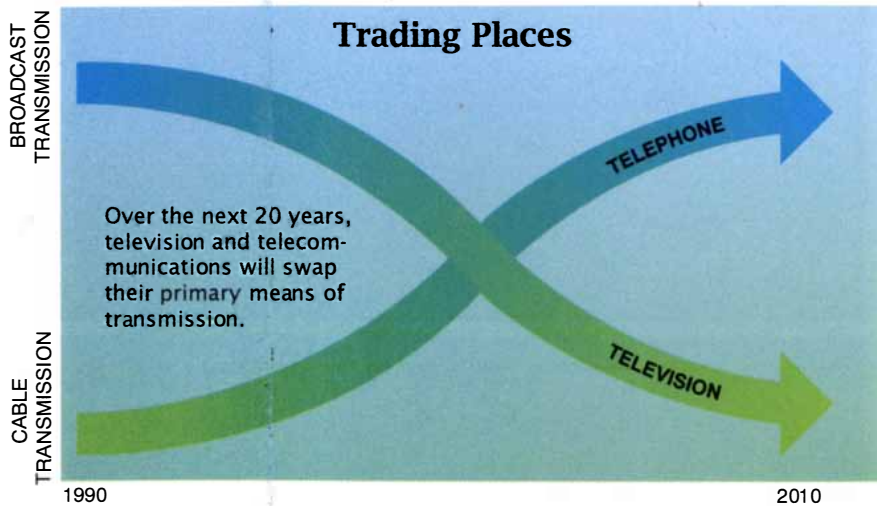 Trading Places
BROADCAST
TRANSMISSION
TELEPHONE
Over the next 20 years,
television and telecom-
munications will swap
their primary means of
transmission.
TELEVISION
CABLE
TRANSMISSION
1990
2010